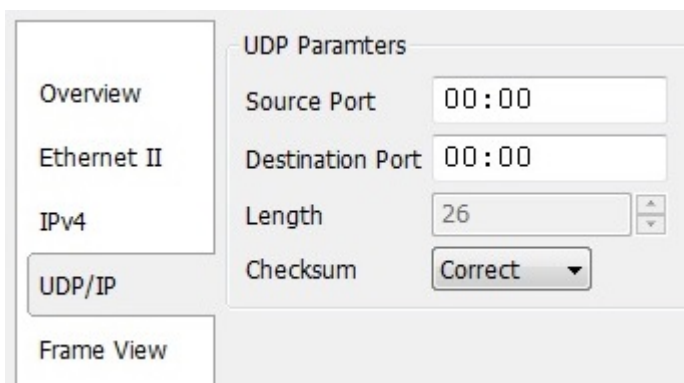 UDP Paramters
Overview
Source Port 00:00
Ethernet II
Destination Port 00:00
IPv4
Length 26
UDP/IP
Checksum Correct
Frame View